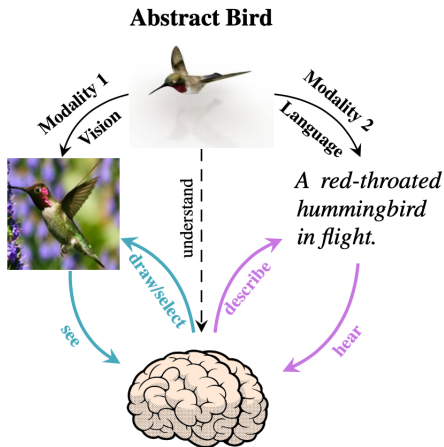 Abstract Bird
Modality 1
Vision
Modality 2
Language
A red-throated
hummingbird
in flight.
understand
draw/select
describe
see
hear